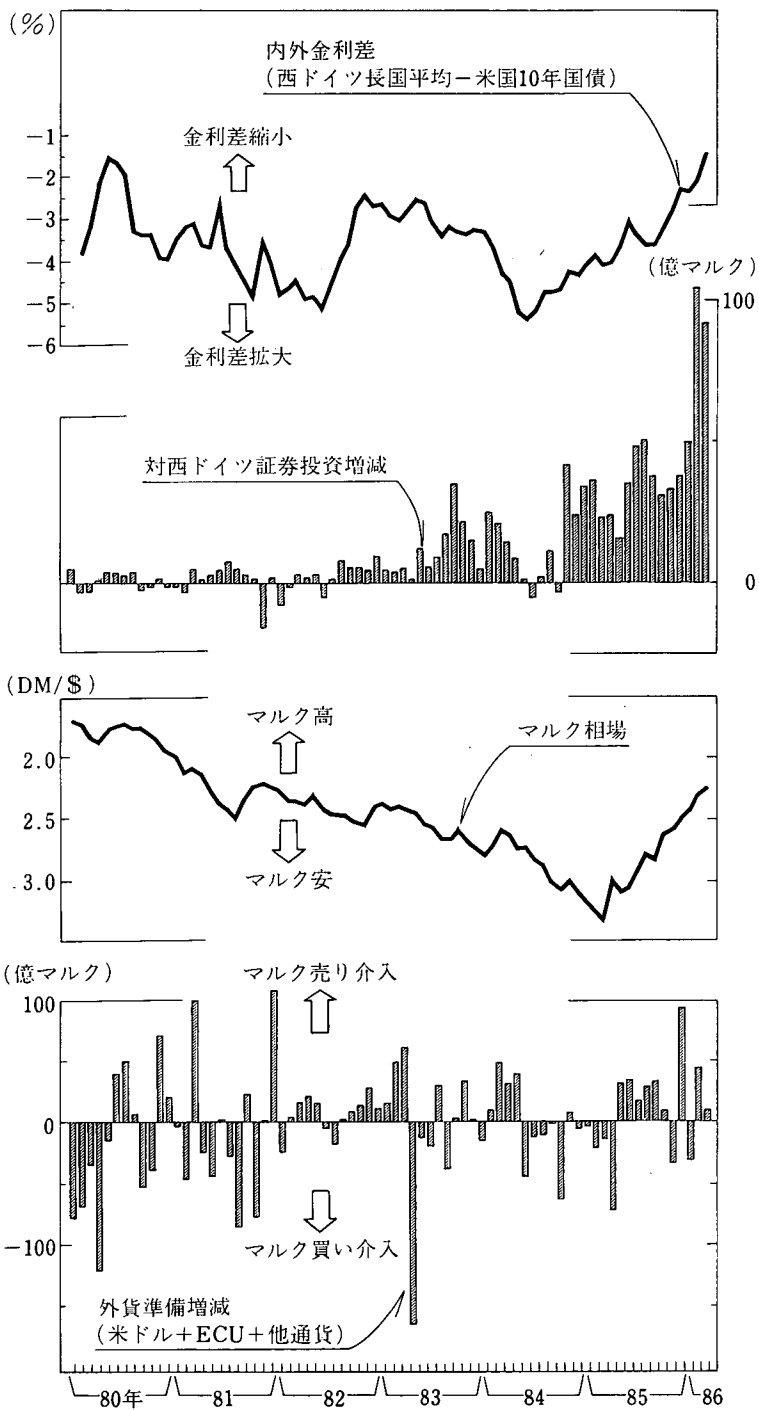 (%)
内外金利差
(西ドイツ長国平均－米国10年国債)
金利差縮小
−1
−2
−3
−4
−5
−6
金利差拡大
(億マルク)
100
対西ドイツ証券投資増減
0
(DM/$)
マルク高
マルク相場
2.0
2.5
3.0
マルク安
(億マルク)
マルク売り介入
100
0
−100
マルク買い介入
外貨準備増減
(米ドル＋ECU＋他通貨)
80年 81 82 83 84 85 86